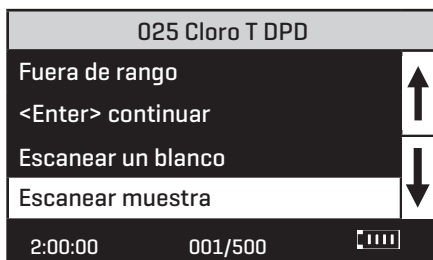 025 Cloro T DPD
Fuera de rango
<Enter> continuar
Escanear un blanco
Escanear muestra
2:00:00 001/500